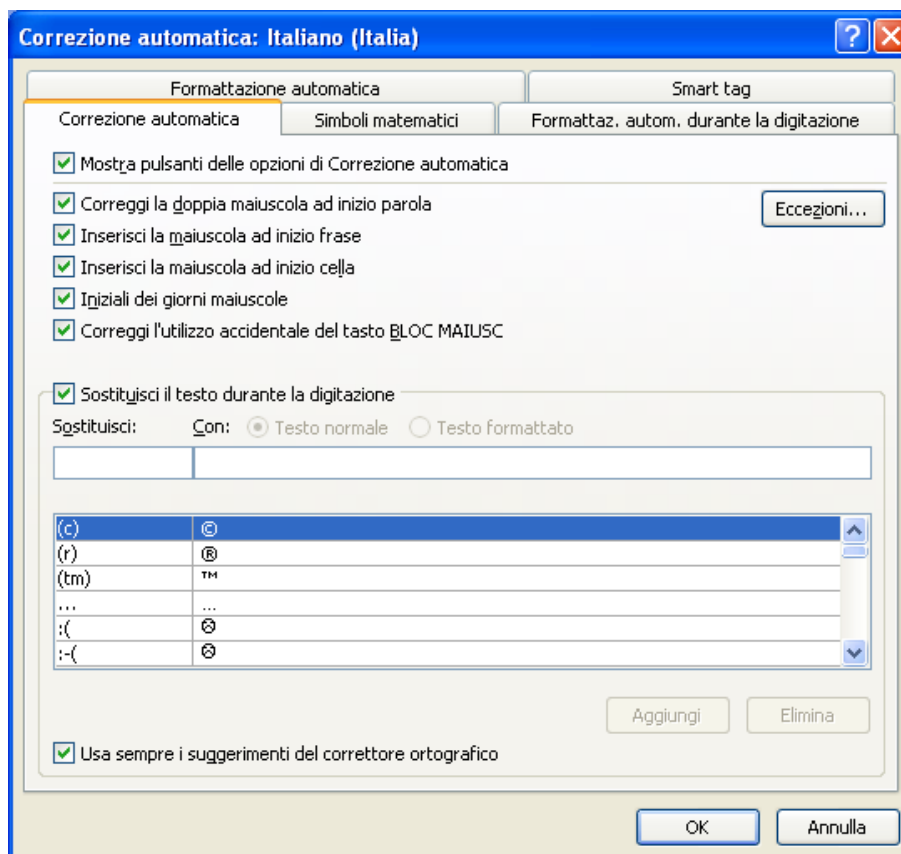 Correzione automatica: Italiano (Italia)
Formattazione automatica Smart tag
Correzione automatica Simboli matematici Formattaz. autom. durante la digitazione
Mostra pulsanti delle opzioni di Correzione automatica
Correggi la doppia maiuscola ad inizio parola Eccezioni...
Inserisci la maiuscola ad inizio frase
Inserisci la maiuscola ad inizio cella
Iniziali dei giorni maiuscole
Correggi l'utilizzo accidentale del tasto BLOC MAIUSC
Sostituisci il testo durante la digitazione
Sostituisci: Con: Testo normale Testo formattato
(c) ©
(r) ®
(tm) ™
... …
:( ☹
:-( ☹
Aggiungi Elimina
Usa sempre i suggerimenti del correttore ortografico
OK Annulla